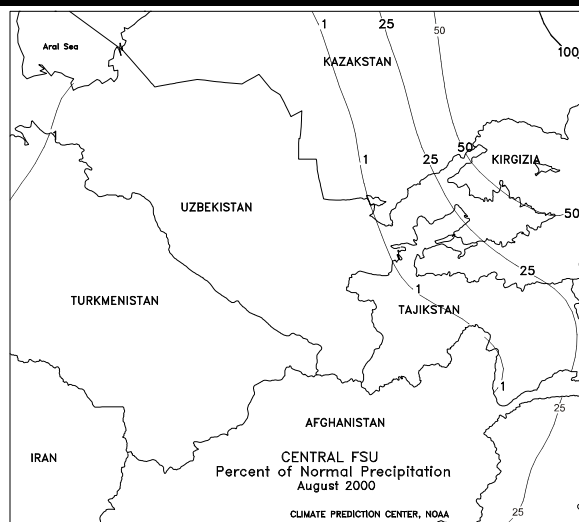 1
25
50
Aral Sea
KAZAKSTAN
100
50
1
25
KIRGIZIA
UZBEKISTAN
50
25
1
TURKMENISTAN
TAJIKSTAN
1
25
AFGHANISTAN
IRAN
CENTRAL FSU
Percent of Normal Precipitation
August 2000
25
CLIMATE PREDICTION CENTER, NOAA